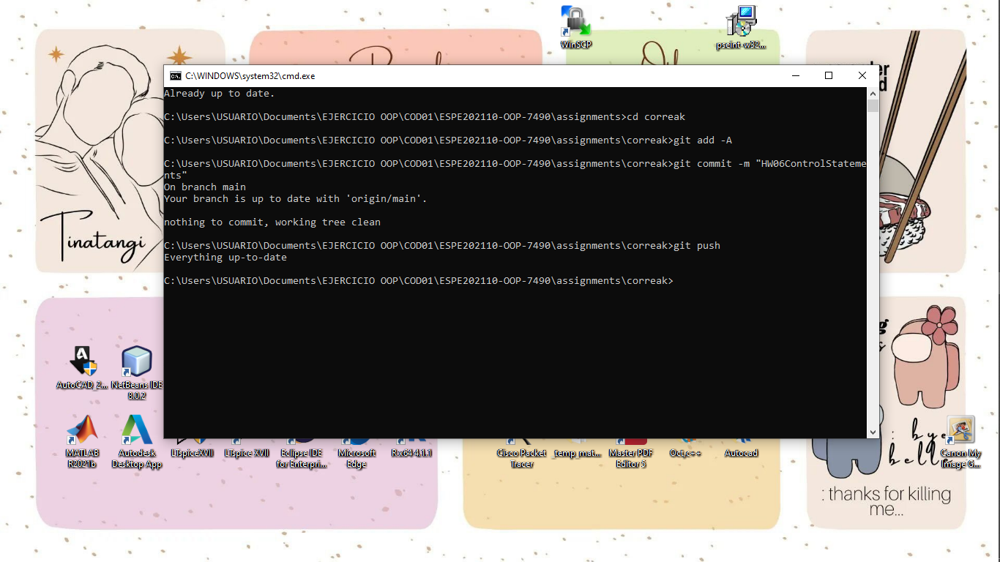 WinSCP
pseint-w32...
C:\WINDOWS\system32\cmd.exe
Already up to date.
C:\Users\USUARIO\Documents\EJERCICIO OOP\COD01\ESPE202110-OOP-7490\assignments>cd correak
C:\Users\USUARIO\Documents\EJERCICIO OOP\COD01\ESPE202110-OOP-7490\assignments\correak>git add -A
C:\Users\USUARIO\Documents\EJERCICIO OOP\COD01\ESPE202110-OOP-7490\assignments\correak>git commit -m "HW06ControlStateme
nts"
On branch main
Your branch is up to date with 'origin/main'.
nothing to commit, working tree clean
C:\Users\USUARIO\Documents\EJERCICIO OOP\COD01\ESPE202110-OOP-7490\assignments\correak>git push
Everything up-to-date
C:\Users\USUARIO\Documents\EJERCICIO OOP\COD01\ESPE202110-OOP-7490\assignments\correak>
Tinatangi
AutoCAD_2...
NetBeans IDE
8.0.2
MATLAB
R2021b
Autodesk
Desktop App
LTspiceXVII
LTspice XVII
Eclipse IDE
for Enterpri...
Microsoft
Edge
Rx64 4.1.1
Cisco Packet
Tracer
_temp_mat...
Master PDF
Editor 5
Oct,c++
Autocad
Canon My
Image G...
: bye
bella
: thanks for killing
me...